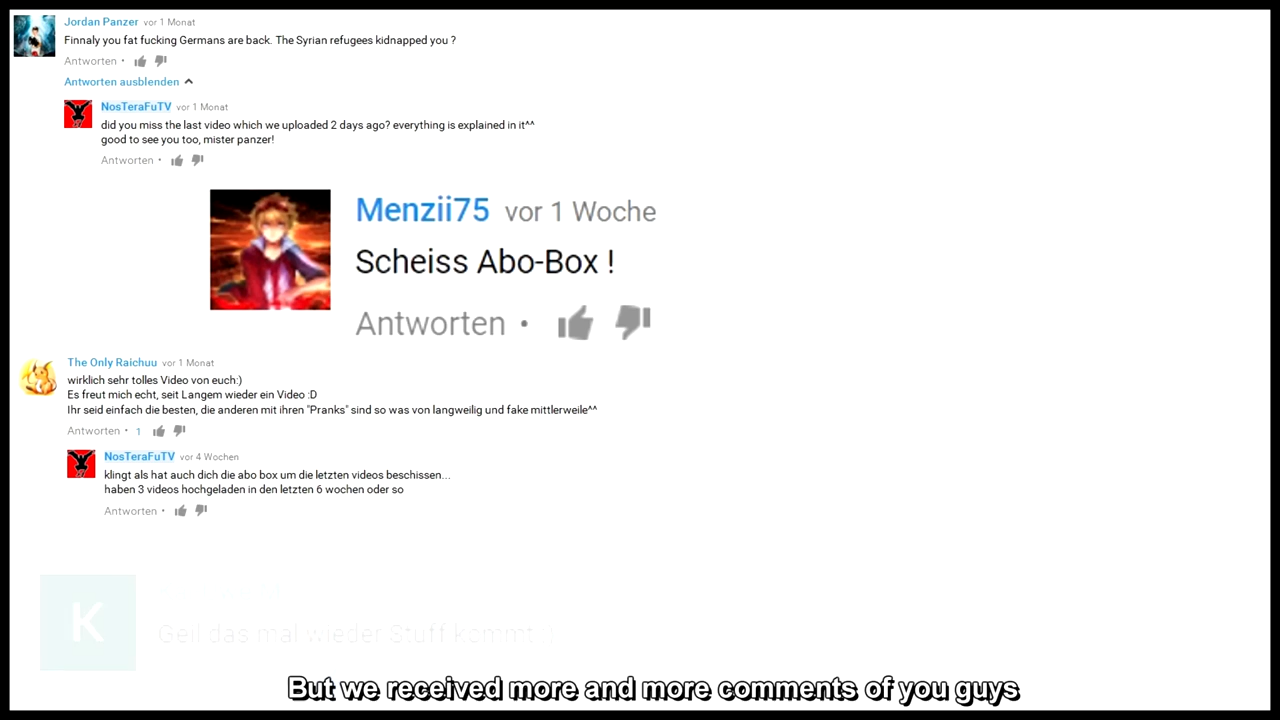 Jordan Panzer vor 1 Monat
Finnaly you fat fucking Germans are back. The Syrian refugees kidnapped you ?
Antworten •
Antworten ausblenden
NosTeraFuTV vor 1 Monat
did you miss the last video which we uploaded 2 days ago? everything is explained in it^^
good to see you too, mister panzer!
Antworten •
Menzii75 vor 1 Woche
Scheiss Abo-Box !
Antworten •
The Only Raichuu vor 1 Monat
wirklich sehr tolles Video von euch:)
Es freut mich echt, seit Langem wieder ein Video :D
Ihr seid einfach die besten, die anderen mit ihren "Pranks" sind so was von langweilig und fake mittlerweile^^
Antworten • 1
NosTeraFuTV vor 4 Wochen
klingt als hat auch dich die abo box um die letzten videos beschissen...
haben 3 videos hochgeladen in den letzten 6 wochen oder so
Antworten •
K
Geil das mal wieder Stuff kommt :)
But we received more and more comments of you guys